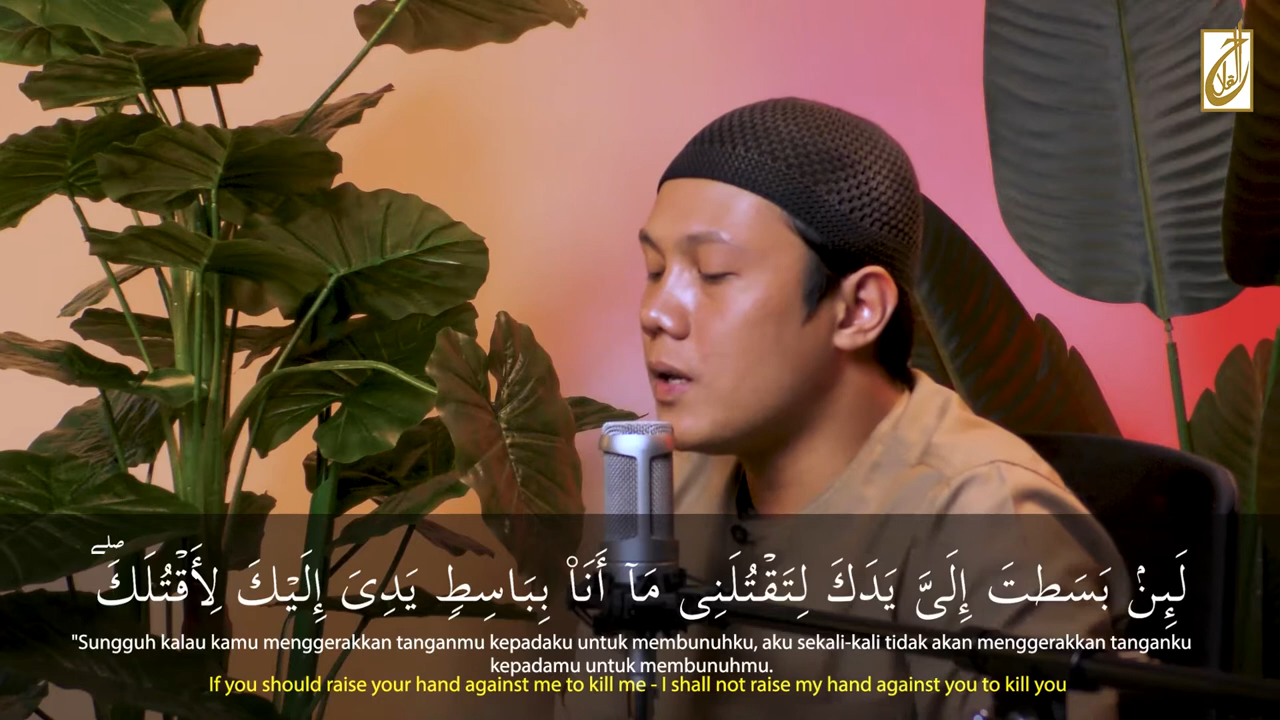 العلا
لَئِنۢ بَسَطتَ إِلَىَّ يَدَكَ لِتَقْتُلَنِى مَآ أَنَا۠ بِبَاسِطٍ يَدِىَ إِلَيْكَ لِأَقْتُلَكَ ۖ
"Sungguh kalau kamu menggerakkan tanganmu kepadaku untuk membunuhku, aku sekali-kali tidak akan menggerakkan tanganku
kepadamu untuk membunuhmu.
If you should raise your hand against me to kill me - I shall not raise my hand against you to kill you